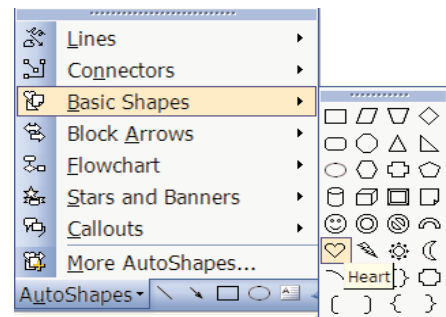 Lines
Connectors
Basic Shapes
Block Arrows
Flowchart
Stars and Banners
Callouts
More AutoShapes...
AutoShapes
Heart